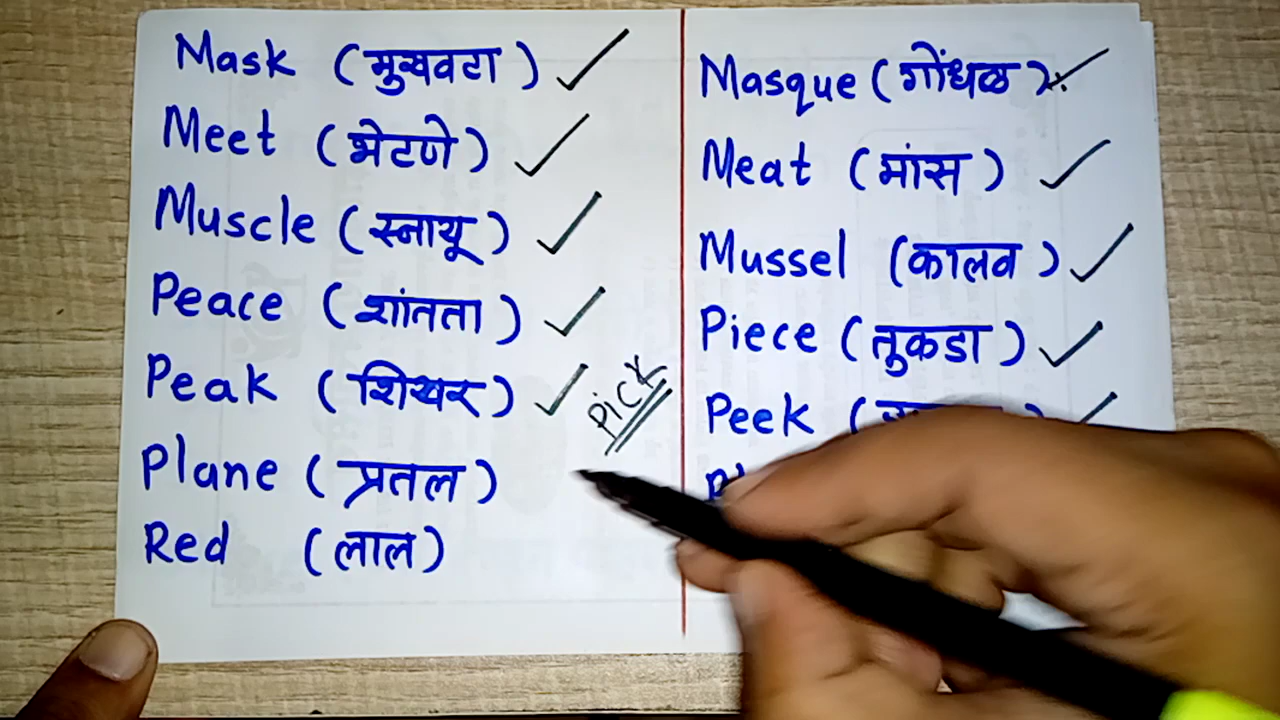 Mask (मुखवटा)
Meet (भेटणे)
Muscle (स्नायू)
Peace (शांतता)
Peak (शिखर)
PiCK
Plane (प्रतल)
Red (लाल)
Masque (गोंधळ).
Meat (मांस)
Mussel (कालव)
Piece (तुकडा)
Peek (